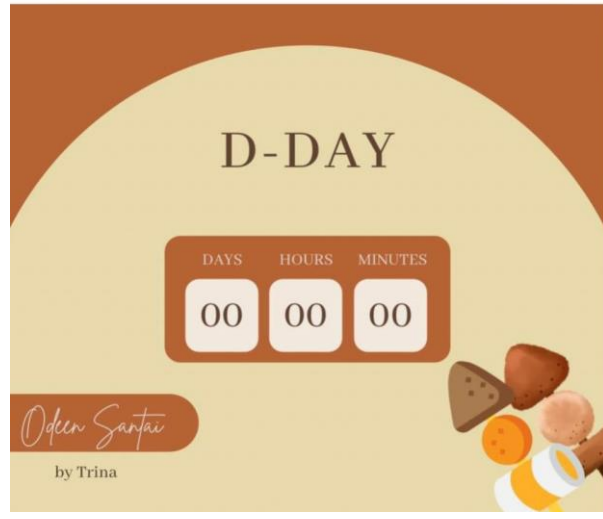 D-DAY
DAYS HOURS MINUTES
00 00 00
Odeen Santai
by Trina